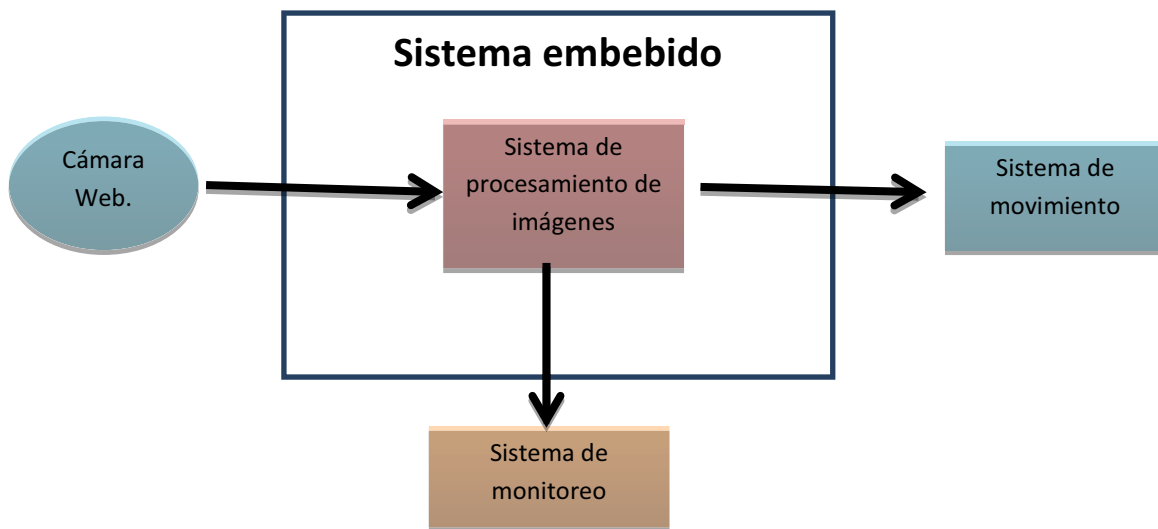 Sistema embebido
Cámara
Web.
Sistema de
procesamiento de
imágenes
Sistema de
movimiento
Sistema de
monitoreo